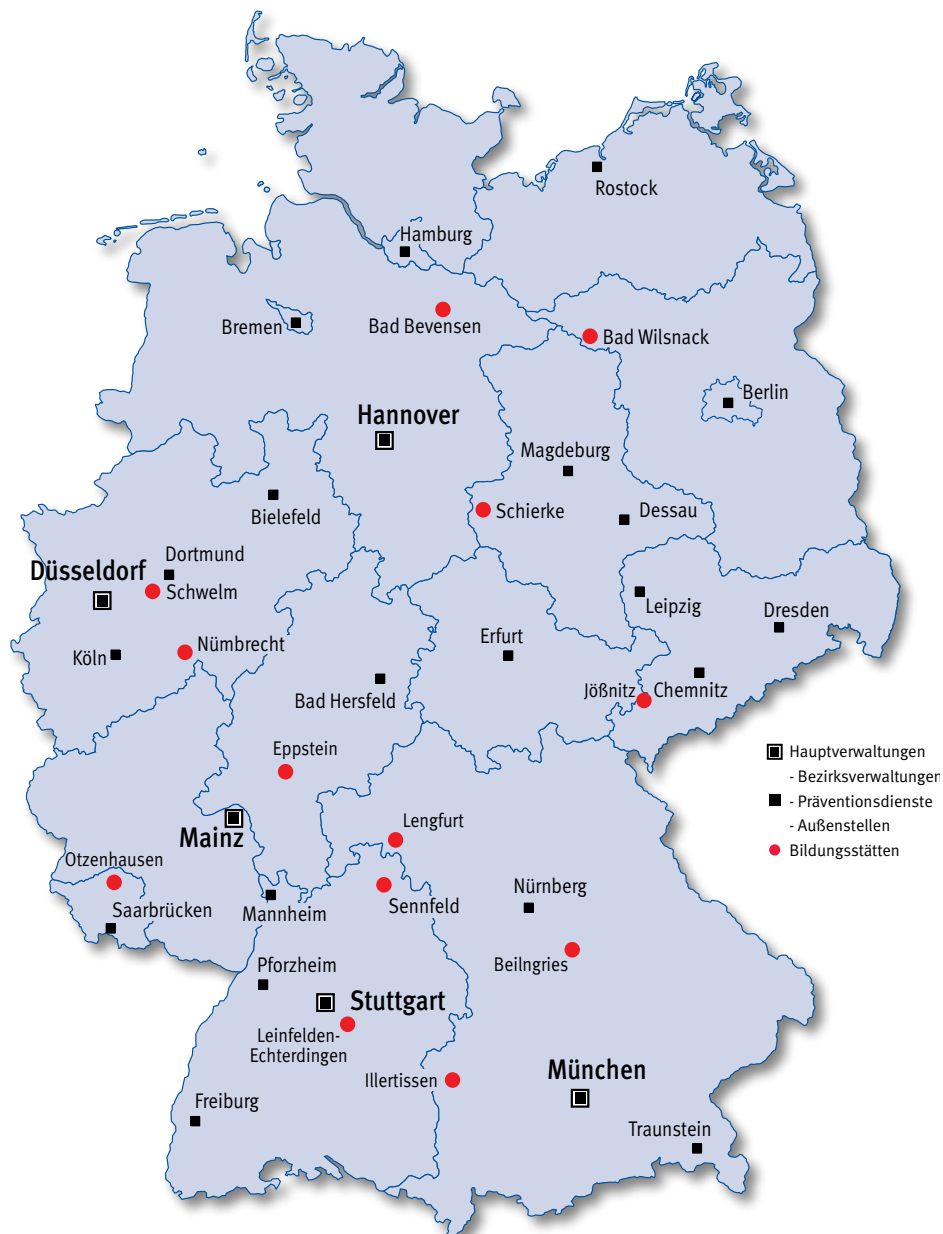 Rostock
Hamburg
Bad Bevensen
Bremen
Bad Wilsnack
Berlin
Hannover
Magdeburg
Bielefeld
Schierke
Dessau
Dortmund
Düsseldorf
Schwelm
Leipzig
Dresden
Erfurt
Nümbrecht
Köln
Bad Hersfeld
Jößnitz
Chemnitz
Eppstein
Hauptverwaltungen
- Bezirksverwaltungen
- Präventionsdienste
- Außenstellen
Bildungsstätten
Mainz
Lengfurt
Otzenhausen
Nürnberg
Sennfeld
Saarbrücken
Mannheim
Beilngries
Pforzheim
Stuttgart
Leinfelden-
Echterdingen
Illertissen
München
Freiburg
Traunstein